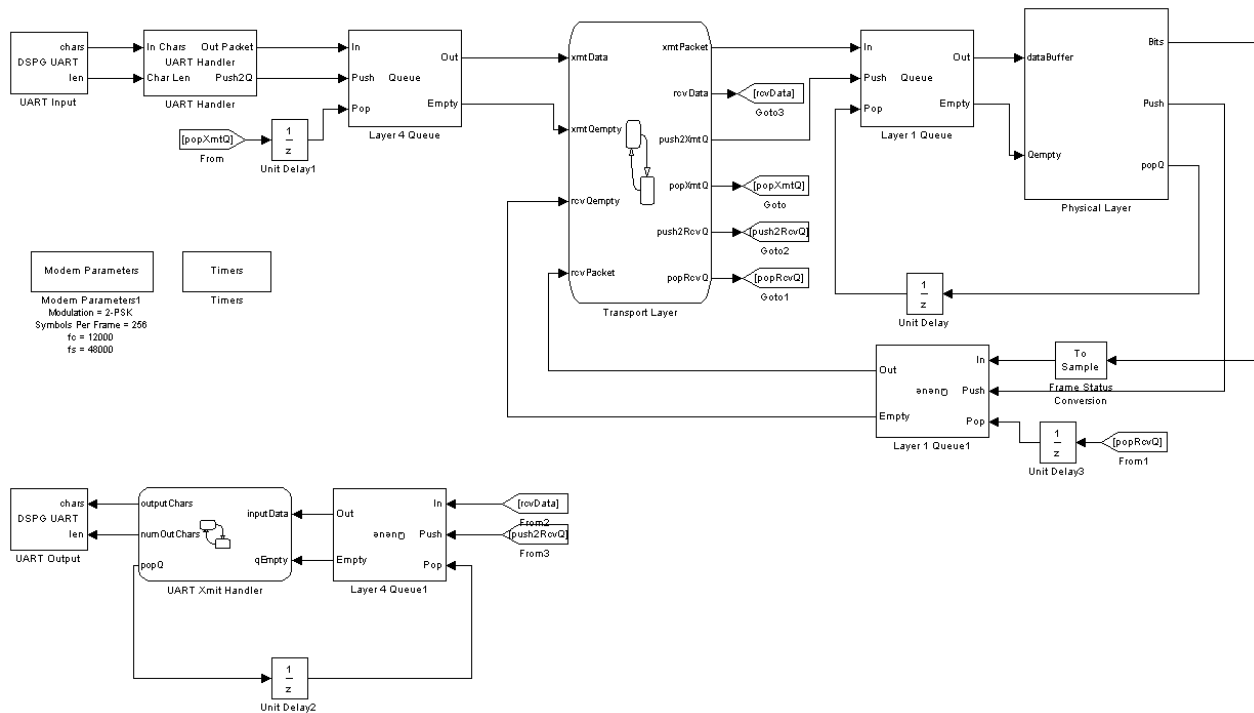 chars
DSPG UART
len
UART Input
In Chars
Out Packet
UART Handler
Char Len
Push2Q
UART Handler
In
Out
Push
Queue
Pop
Empty
Layer 4 Queue
[popXmtQ]
From
1
z
Unit Delay1
xmtData
xmtQempty
rcvQempty
rcvPacket
xmtPacket
rcvData
push2XmtQ
popXmtQ
push2RcvQ
popRcvQ
Transport Layer
[rcvData]
Goto3
[popXmtQ]
Goto
[push2RcvQ]
Goto2
[popRcvQ]
Goto1
In
Out
Push
Queue
Pop
Empty
Layer 1 Queue
dataBuffer
Qempty
Bits
Push
popQ
Physical Layer
1
z
Unit Delay
Modem Parameters
Modem Parameters1
Modulation = 2-PSK
Symbols Per Frame = 256
fc = 12000
fs = 48000
Timers
Timers
To
Sample
Frame Status
Conversion
Out
In
Queue
Push
Empty
Pop
Layer 1 Queue1
1
z
Unit Delay3
[popRcvQ]
From1
chars
DSPG UART
len
UART Output
outputChars
numOutChars
popQ
inputData
qEmpty
UART Xmit Handler
Out
In
Queue
Push
Empty
Pop
Layer 4 Queue1
[rcvData]
From2
[push2RcvQ]
From3
1
z
Unit Delay2